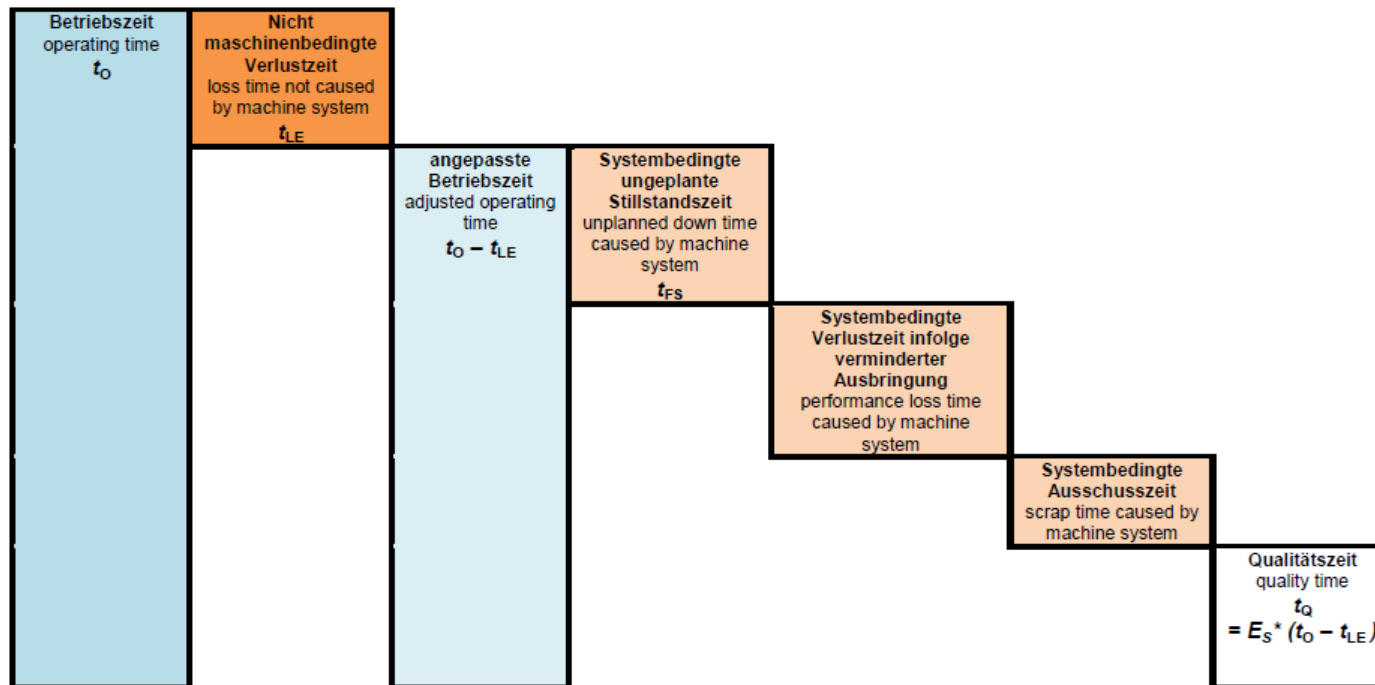 Betriebszeit
operating time
tO
Nicht
maschinenbedingte
Verlustzeit
loss time not caused
by machine system
tLE
angepasste
Betriebszeit
adjusted operating
time
tO – tLE
Systembedingte
ungeplante
Stillstandszeit
unplanned down time
caused by machine
system
tFS
Systembedingte
Verlustzeit infolge
verminderter
Ausbringung
performance loss time
caused by machine
system
Systembedingte
Ausschusszeit
scrap time caused by
machine system
Qualitätszeit
quality time
tQ
= ES* (tO – tLE)